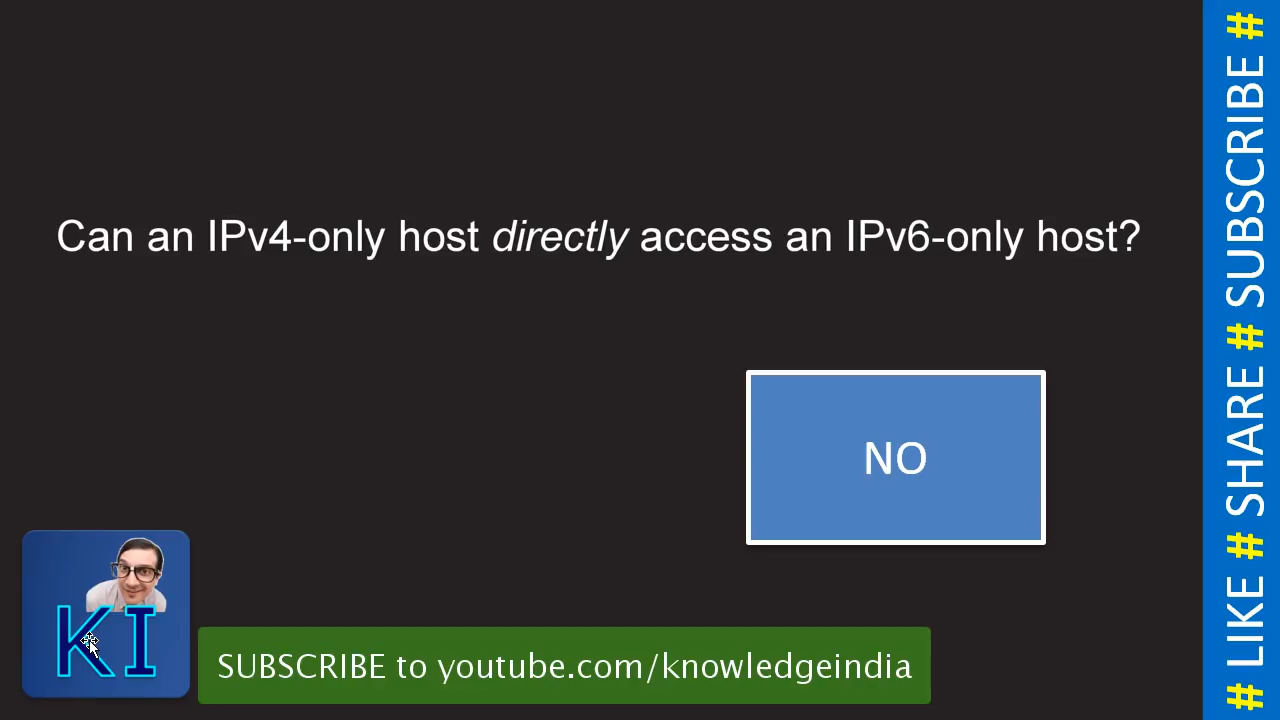 Can an IPv4-only host directly access an IPv6-only host?
NO
KI
SUBSCRIBE to youtube.com/knowledgeindia
# LIKE # SHARE # SUBSCRIBE #